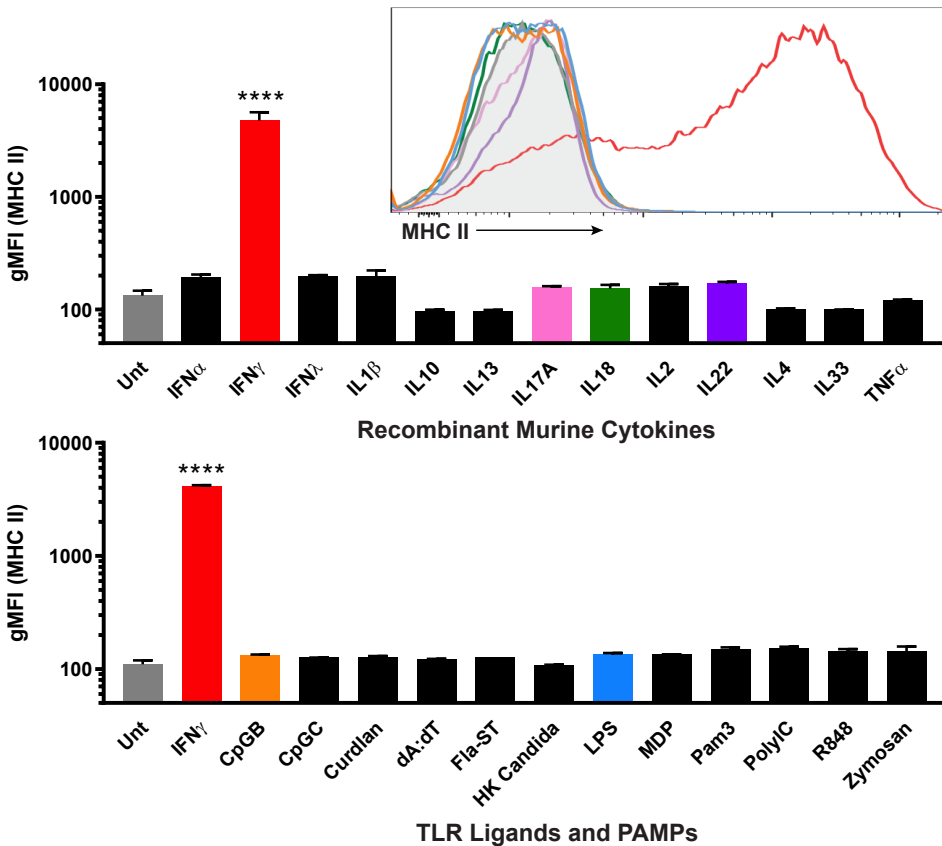 MHC II
gMFI (MHC II)
10000
1000
100
****
Unt
IFNα
IFNγ
IFNλ
IL1β
IL10
IL13
IL17A
IL18
IL2
IL22
IL4
IL33
TNFα
Recombinant Murine Cytokines
gMFI (MHC II)
10000
1000
100
****
Unt
IFNγ
CpGB
CpGC
Curdlan
dA:dT
Fla-ST
HK Candida
LPS
MDP
Pam3
PolyIC
R848
Zymosan
TLR Ligands and PAMPs